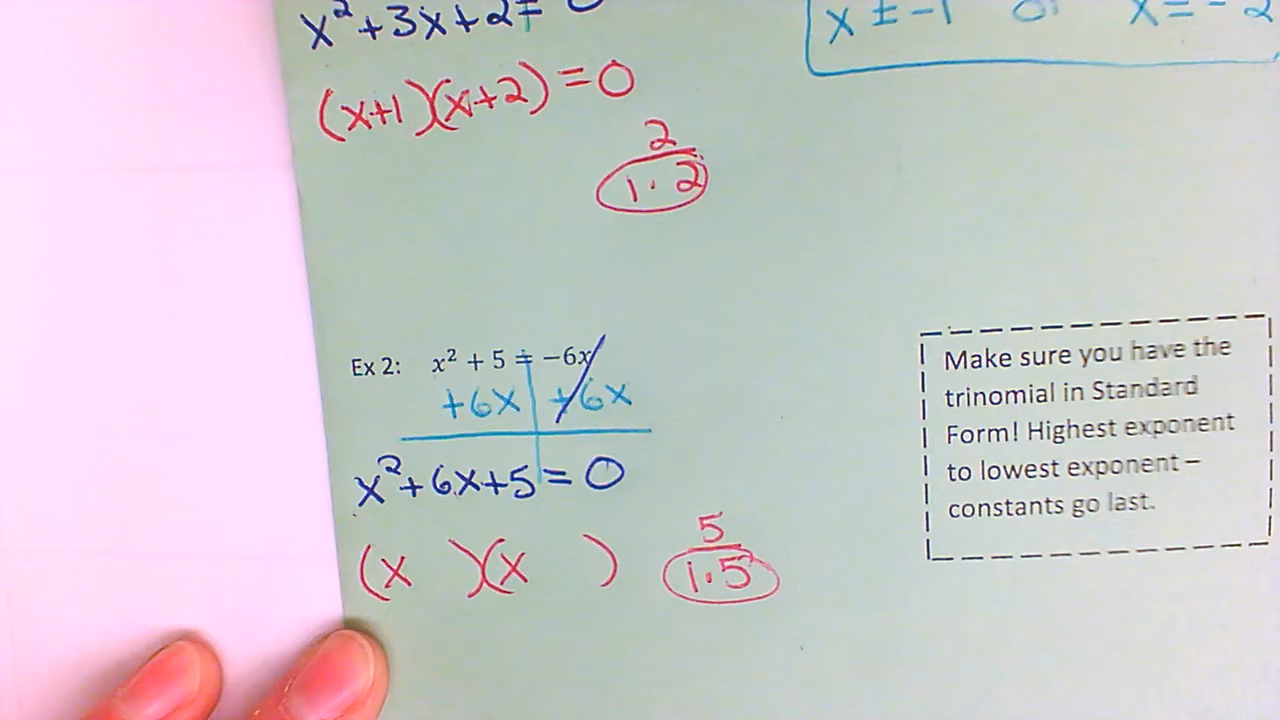 x² + 3x + 2 = 0
x = -1 or x = -2
(x+1)(x+2) = 0
2
1 · 2
Ex 2: x² + 5 = −6x
+6x +6x
x² + 6x + 5 = 0
(x )(x )
5
1 · 5
Make sure you have the
trinomial in Standard
Form! Highest exponent
to lowest exponent –
constants go last.